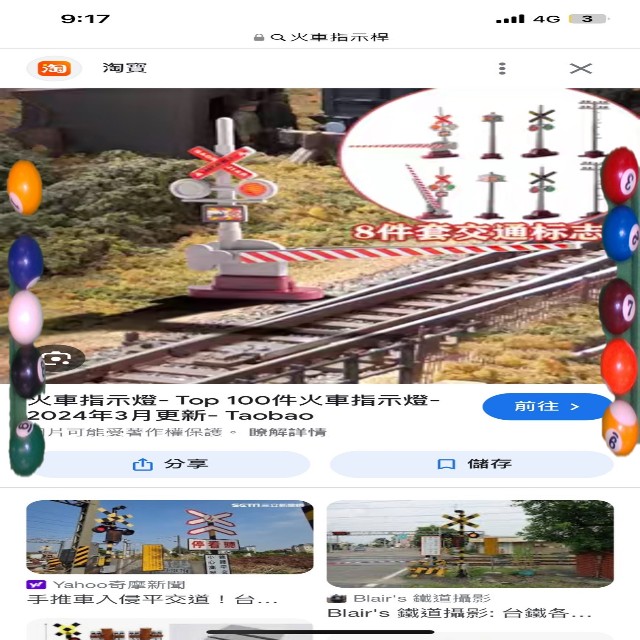 9:17
4G
3
火車指示桿
淘
淘寶
8件套交通标志
火車指示燈- Top 100件火車指示燈-
2024年3月更新- Taobao
片可能受著作權保護。 瞭解詳情
前往 >
分享
儲存
停看聽
Yahoo奇摩新聞
手推車入侵平交道！台...
Blair's 鐵道攝影
Blair's 鐵道攝影: 台鐵各...